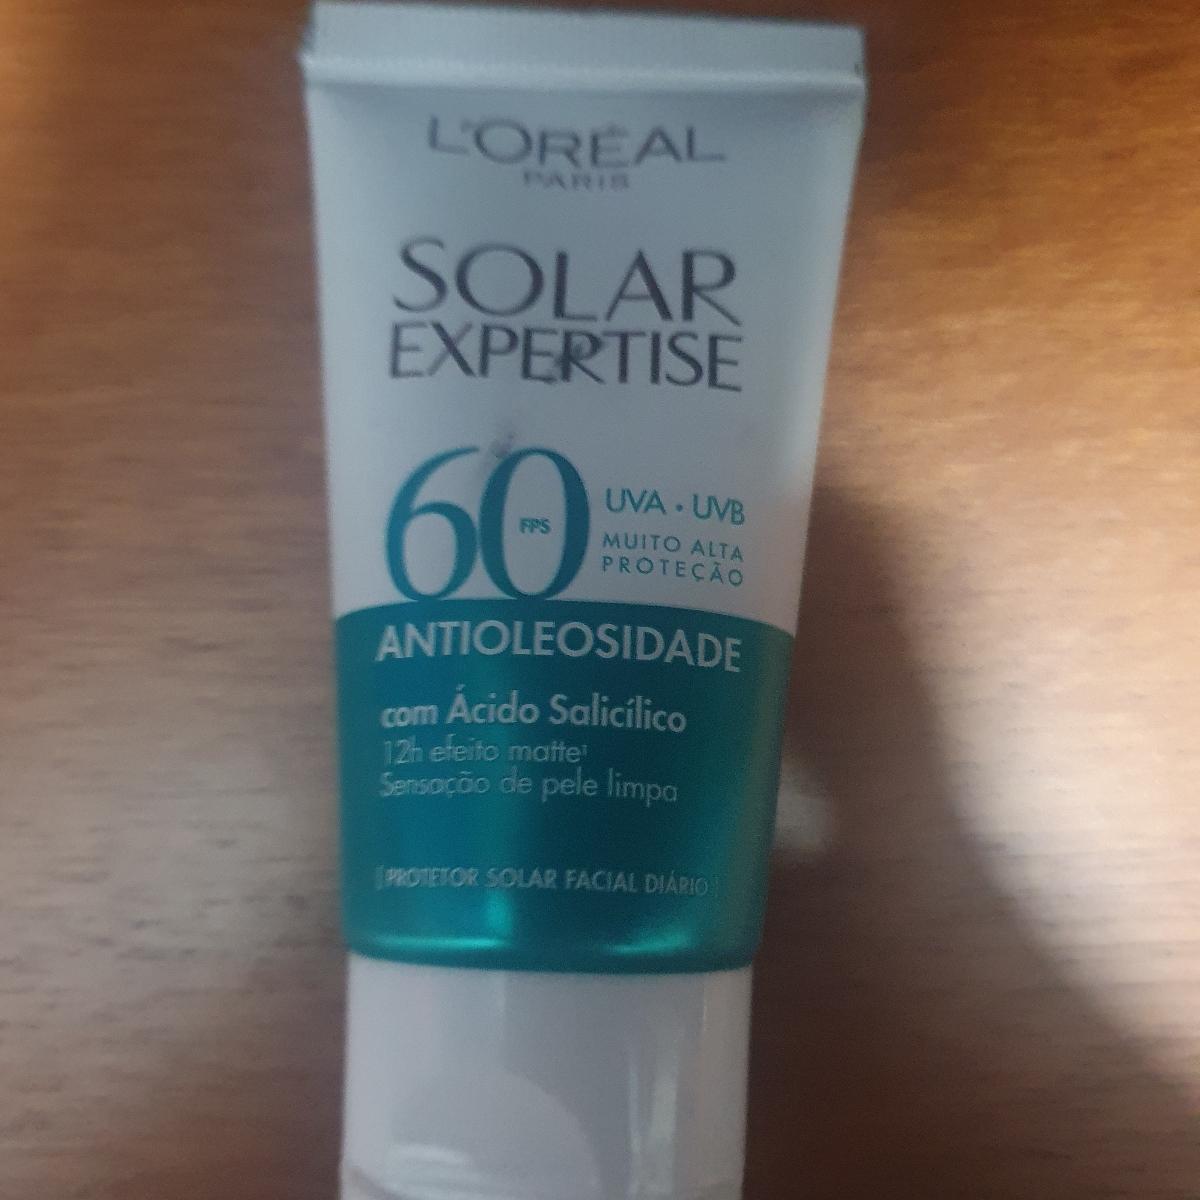 L'ORÉAL
PARIS
SOLAR
EXPERTISE
60
FPS
UVA • UVB
MUITO ALTA
PROTEÇÃO
ANTIOLEOSIDADE
com Ácido Salicílico
12h efeito matte¹
Sensação de pele limpa
[PROTETOR SOLAR FACIAL DIÁRIO]